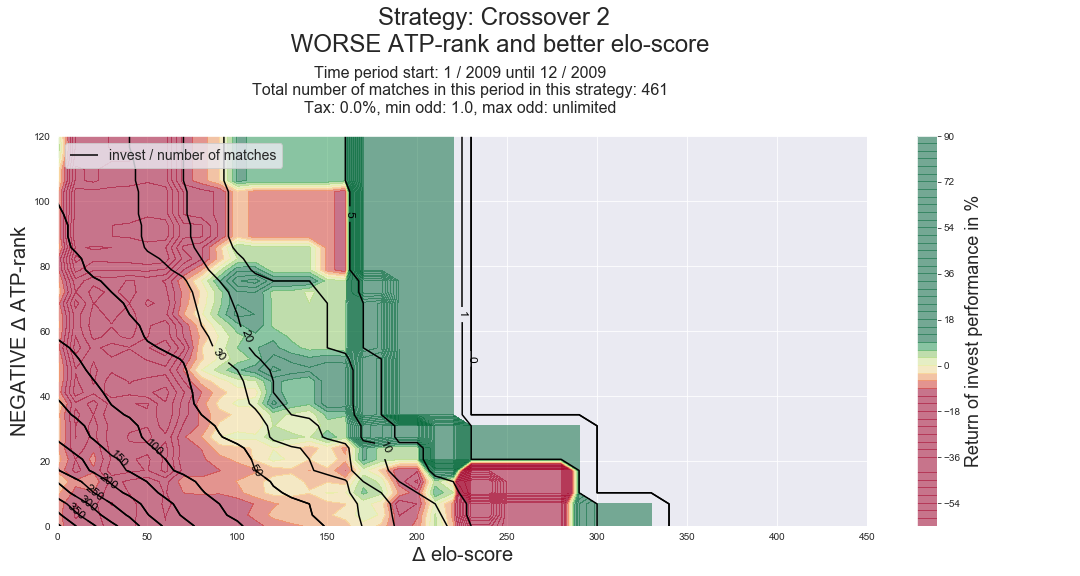 Strategy: Crossover 2
WORSE ATP-rank and better elo-score
Time period start: 1 / 2009 until 12 / 2009
Total number of matches in this period in this strategy: 461
Tax: 0.0%, min odd: 1.0, max odd: unlimited
invest / number of matches
NEGATIVE Δ ATP-rank
120
100
80
60
40
20
0
0 50 100 150 200 250 300 350 400 450
Δ elo-score
350
300
250
200
150
100
50
30
20
10
5
1
0
90
72
54
36
18
0
−18
−36
−54
Return of invest performance in %